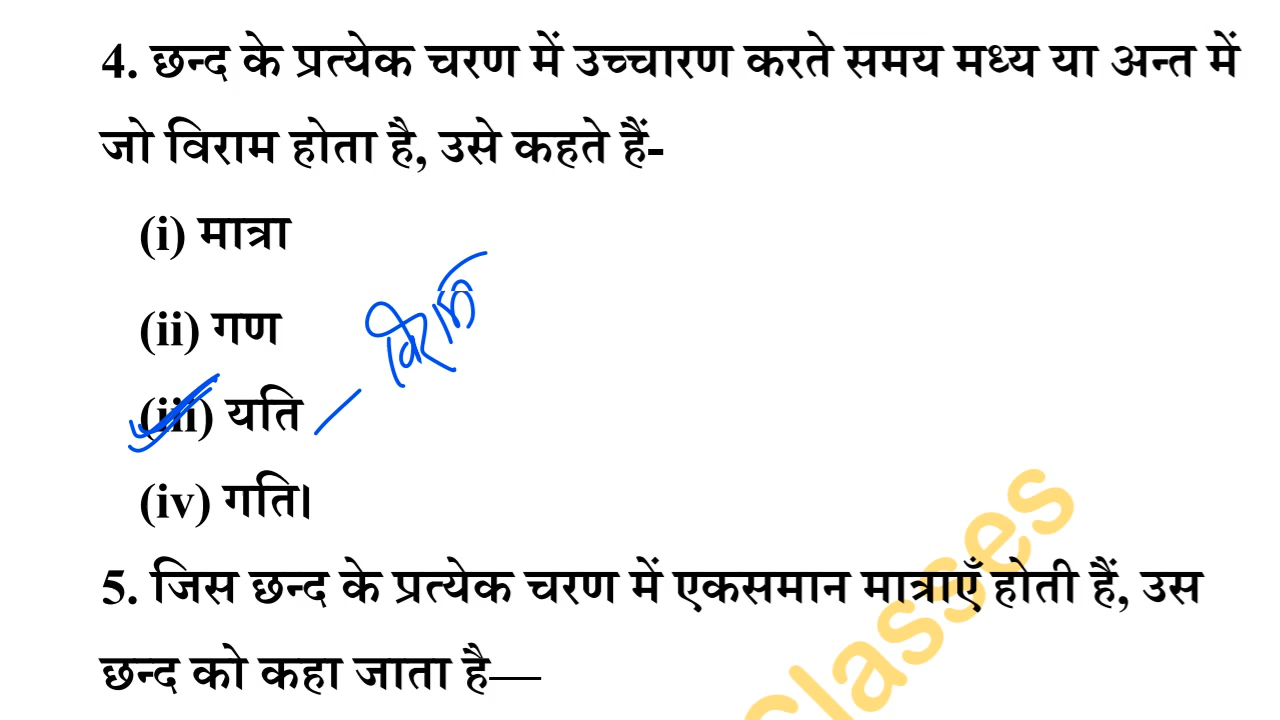 4. छन्द के प्रत्येक चरण में उच्चारण करते समय मध्य या अन्त में
जो विराम होता है, उसे कहते हैं-
(i) मात्रा
(ii) गण
(iii) यति
(iv) गति।
5. जिस छन्द के प्रत्येक चरण में एकसमान मात्राएँ होती हैं, उस
छन्द को कहा जाता है—
Classes